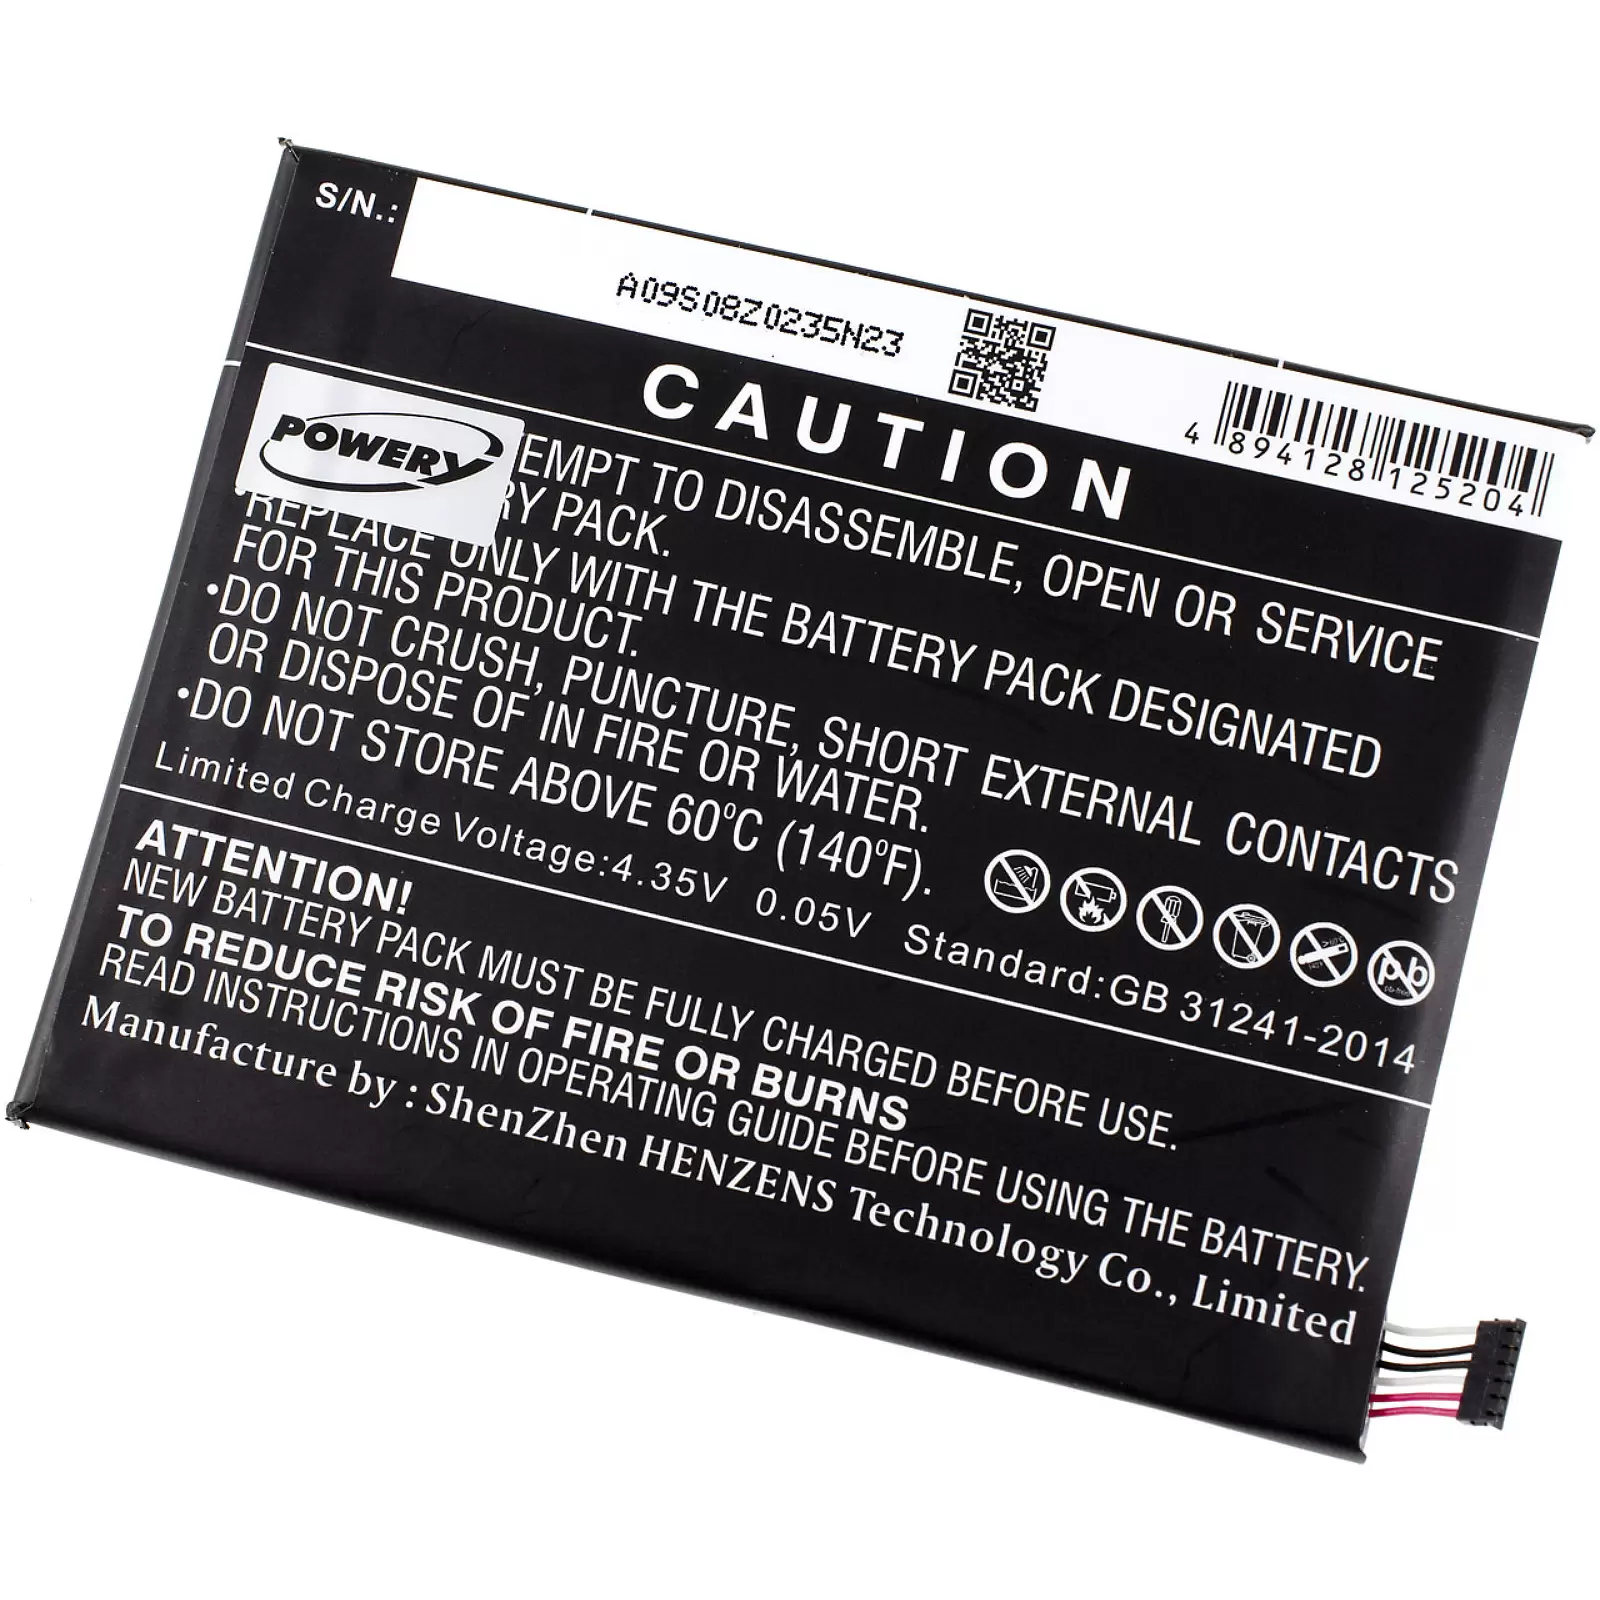 S/N.:
A09S08Z0235N23
4 894128 125204
CAUTION
POWERY
EMPT TO DISASSEMBLE, OPEN OR SERVICE
RY PACK.
•REPLACE ONLY WITH THE BATTERY PACK DESIGNATED
FOR THIS PRODUCT.
•DO NOT CRUSH, PUNCTURE, SHORT EXTERNAL CONTACTS
OR DISPOSE OF IN FIRE OR WATER.
•DO NOT STORE ABOVE 60°C (140°F).
Limited Charge Voltage:4.35V 0.05V Standard:GB 31241-2014
pb
ATTENTION!
NEW BATTERY PACK MUST BE FULLY CHARGED BEFORE USE.
TO REDUCE RISK OF FIRE OR BURNS
READ INSTRUCTIONS IN OPERATING GUIDE BEFORE USING THE BATTERY.
Manufacture by : ShenZhen HENZENS Technology Co., Limited